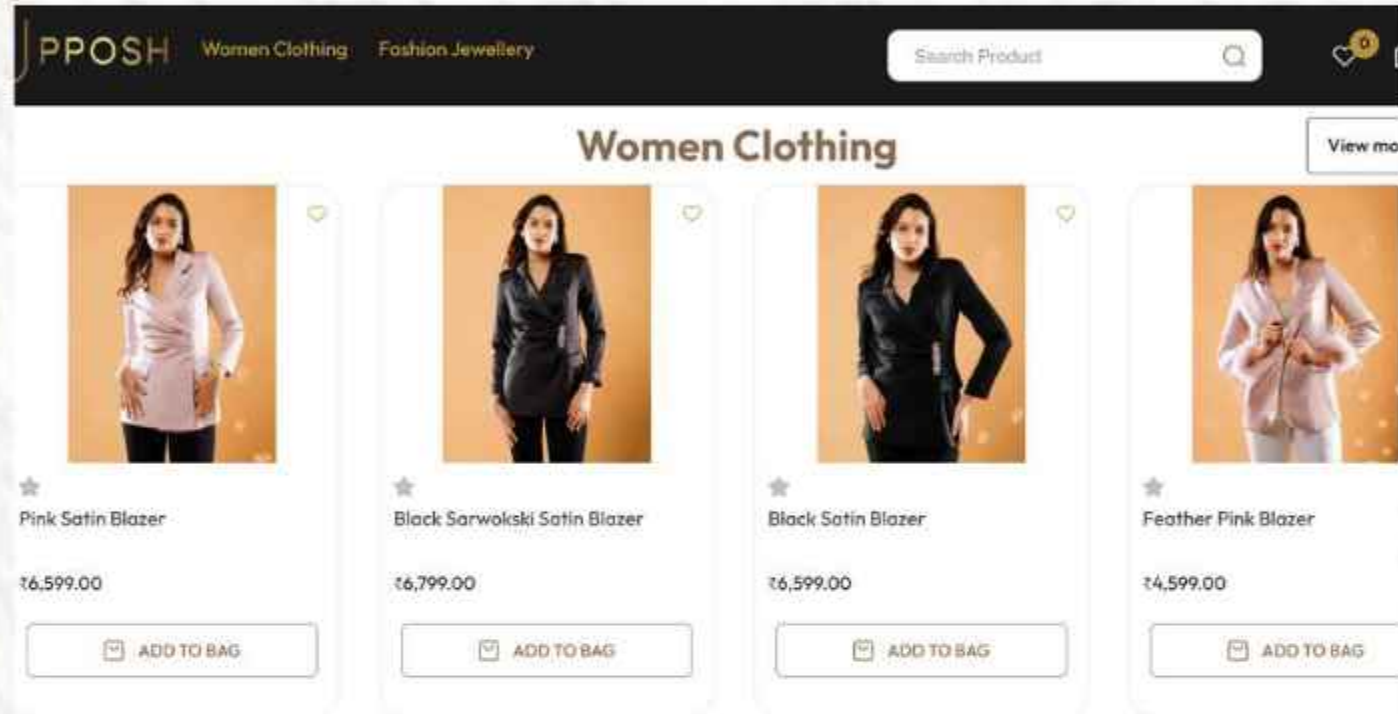 PPOSH Women Clothing Fashion Jewellery Search Product 0
Women Clothing View mo
Pink Satin Blazer Black Sarwokski Satin Blazer Black Satin Blazer Feather Pink Blazer
₹6,599.00 ₹6,799.00 ₹6,599.00 ₹4,599.00
ADD TO BAG ADD TO BAG ADD TO BAG ADD TO BAG